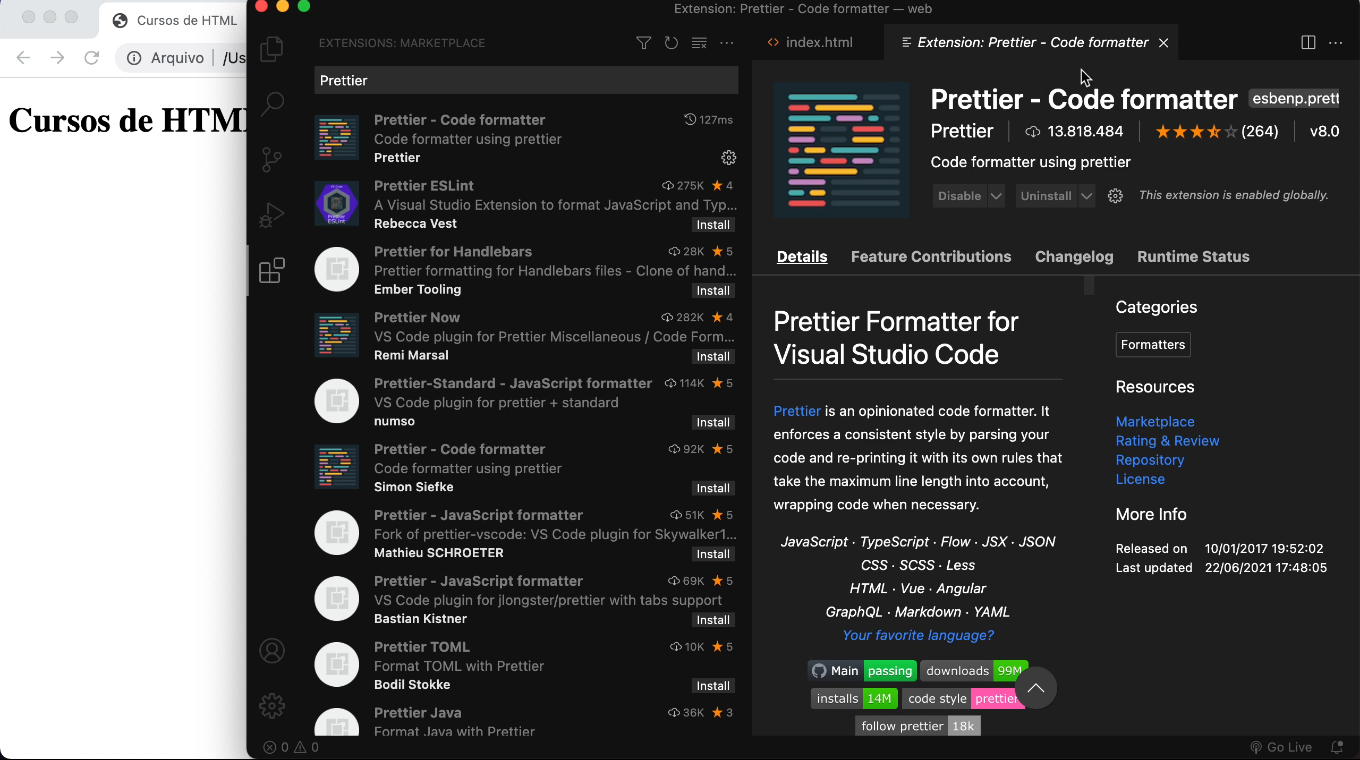 Cursos de HTML
Arquivo
/Us
Cursos de HTM
Extension: Prettier - Code formatter — web
EXTENSIONS: MARKETPLACE
Prettier
Prettier - Code formatter
127ms
Code formatter using prettier
Prettier
Prettier ESLint
275K
4
A Visual Studio Extension to format JavaScript and Typ...
Rebecca Vest
Install
Prettier for Handlebars
28K
5
Prettier formatting for Handlebars files - Clone of hand...
Ember Tooling
Install
Prettier Now
282K
4
VS Code plugin for Prettier Miscellaneous / Code Form...
Remi Marsal
Install
Prettier-Standard - JavaScript formatter
114K
5
VS Code plugin for prettier + standard
numso
Install
Prettier - Code formatter
92K
5
Code formatter using prettier
Simon Siefke
Install
Prettier - JavaScript formatter
51K
5
Fork of prettier-vscode: VS Code plugin for Skywalker1...
Mathieu SCHROETER
Install
Prettier - JavaScript formatter
69K
5
VS Code plugin for jlongster/prettier with tabs support
Bastian Kistner
Install
Prettier TOML
10K
5
Format TOML with Prettier
Bodil Stokke
Install
Prettier Java
36K
3
Format Java with Prettier
index.html
Extension: Prettier - Code formatter
Prettier - Code formatter
esbenp.prett
Prettier
13.818.484
(264)
v8.0
Code formatter using prettier
Disable
Uninstall
This extension is enabled globally.
Details
Feature Contributions
Changelog
Runtime Status
Prettier Formatter for
Visual Studio Code
Prettier is an opinionated code formatter. It
enforces a consistent style by parsing your
code and re-printing it with its own rules that
take the maximum line length into account,
wrapping code when necessary.
JavaScript · TypeScript · Flow · JSX · JSON
CSS · SCSS · Less
HTML · Vue · Angular
GraphQL · Markdown · YAML
Your favorite language?
Main passing
downloads 99M
installs 14M
code style prettier
follow prettier 18k
Categories
Formatters
Resources
Marketplace
Rating & Review
Repository
License
More Info
Released on 10/01/2017 19:52:02
Last updated 22/06/2021 17:48:05
0
0
Go Live